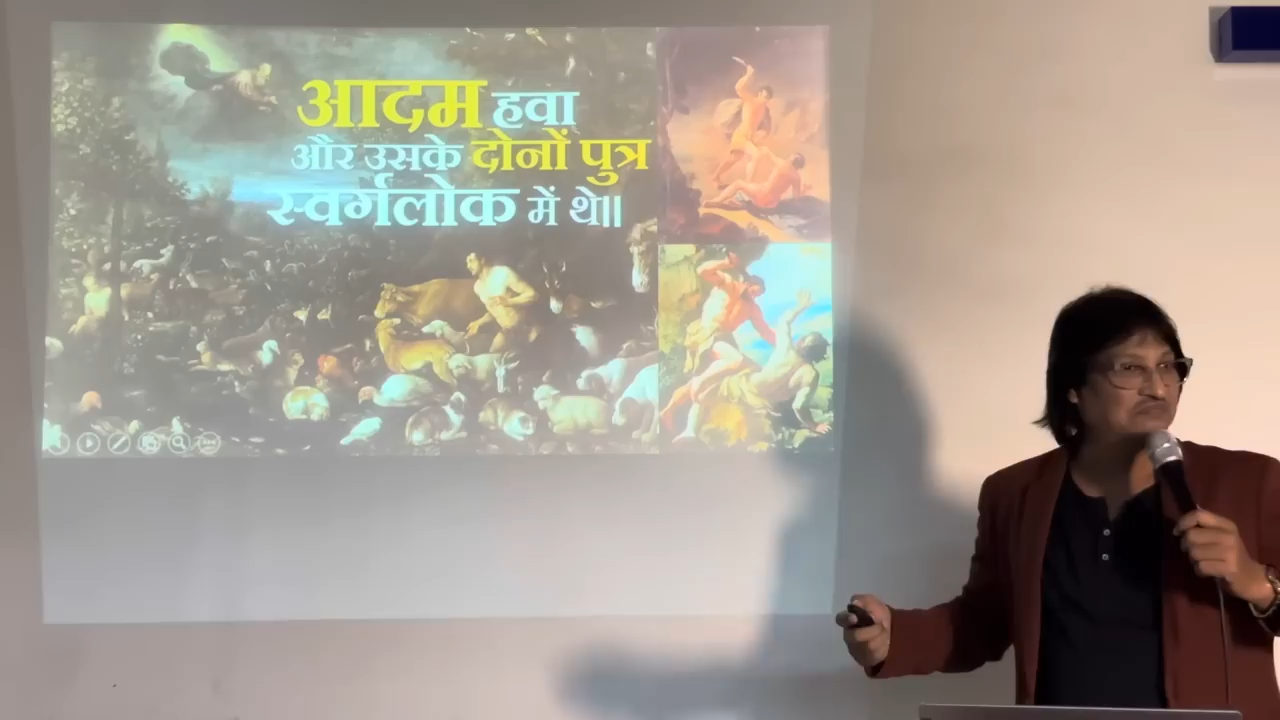 आदम हवा
और उसके दोनों पुत्र
स्वर्गलोक में थे॥